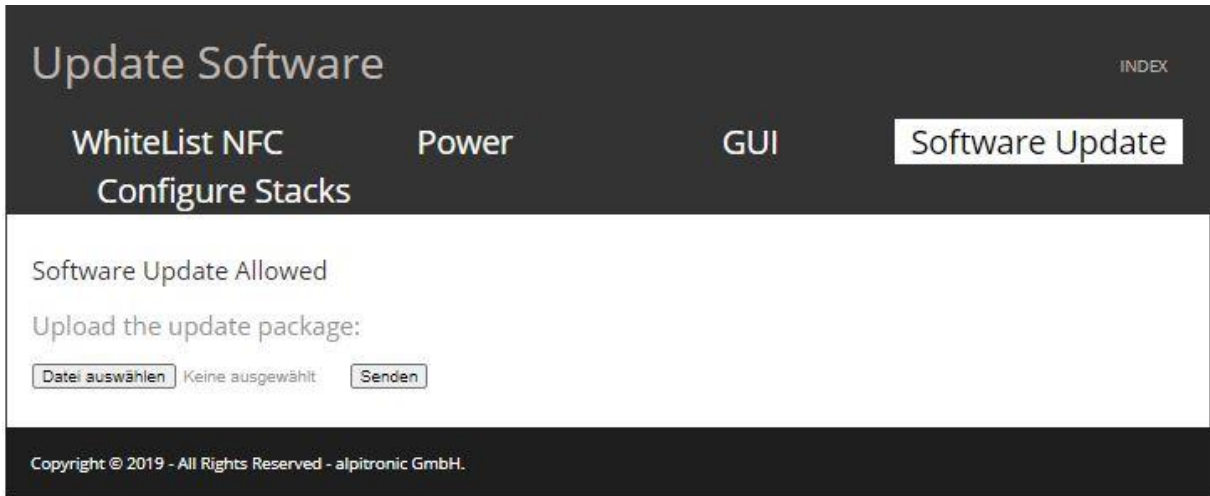 Update Software
INDEX
WhiteList NFC Power GUI Software Update
Configure Stacks
Software Update Allowed
Upload the update package:
Datei auswählen Keine ausgewählt Senden
Copyright © 2019 - All Rights Reserved - alpitronic GmbH.